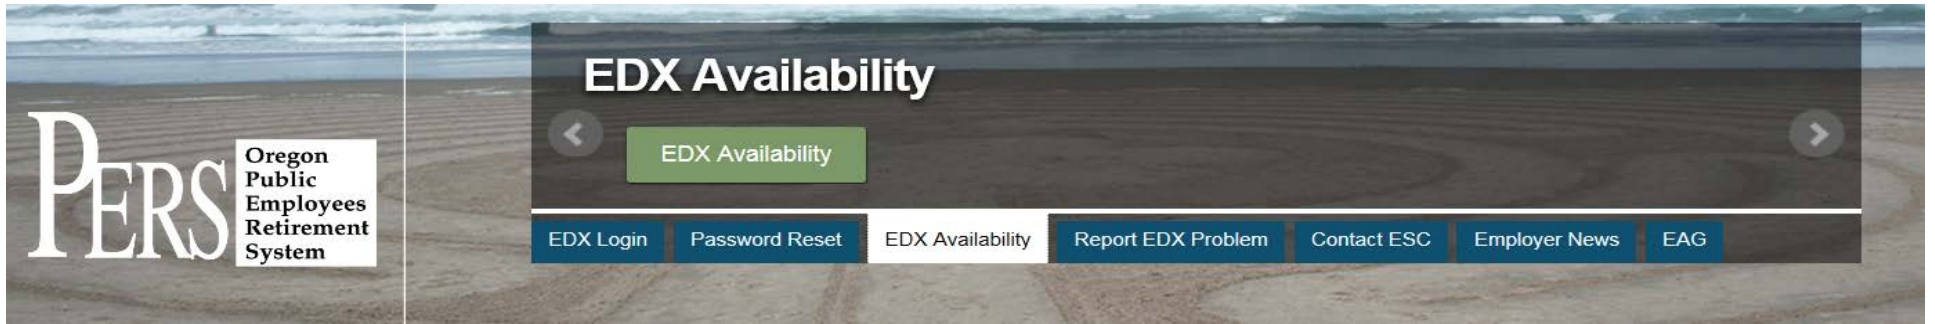 PERS
Oregon
Public
Employees
Retirement
System
EDX Availability
EDX Availability
EDX Login
Password Reset
EDX Availability
Report EDX Problem
Contact ESC
Employer News
EAG